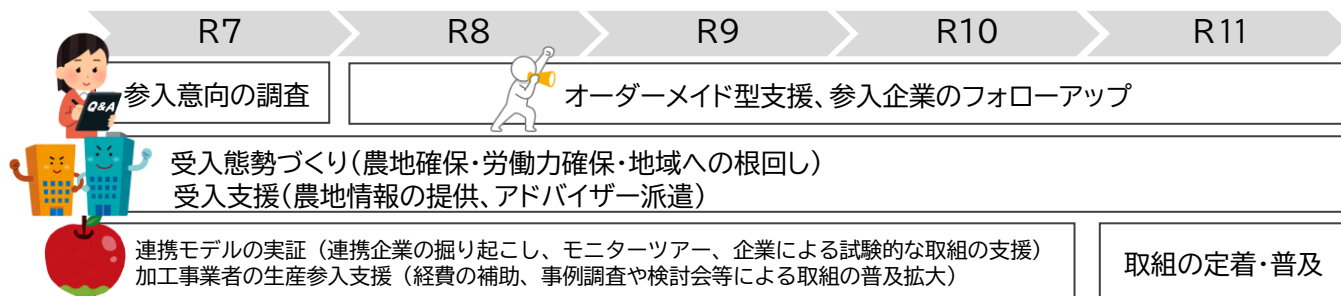 R7 R8 R9 R10 R11
Q&A
参入意向の調査
オーダーメイド型支援、参入企業のフォローアップ
受入態勢づくり(農地確保・労働力確保・地域への根回し)
受入支援(農地情報の提供、アドバイザー派遣)
連携モデルの実証（連携企業の掘り起こし、モニターツアー、企業による試験的な取組の支援）
加工事業者の生産参入支援（経費の補助、事例調査や検討会等による取組の普及拡大）
取組の定着・普及